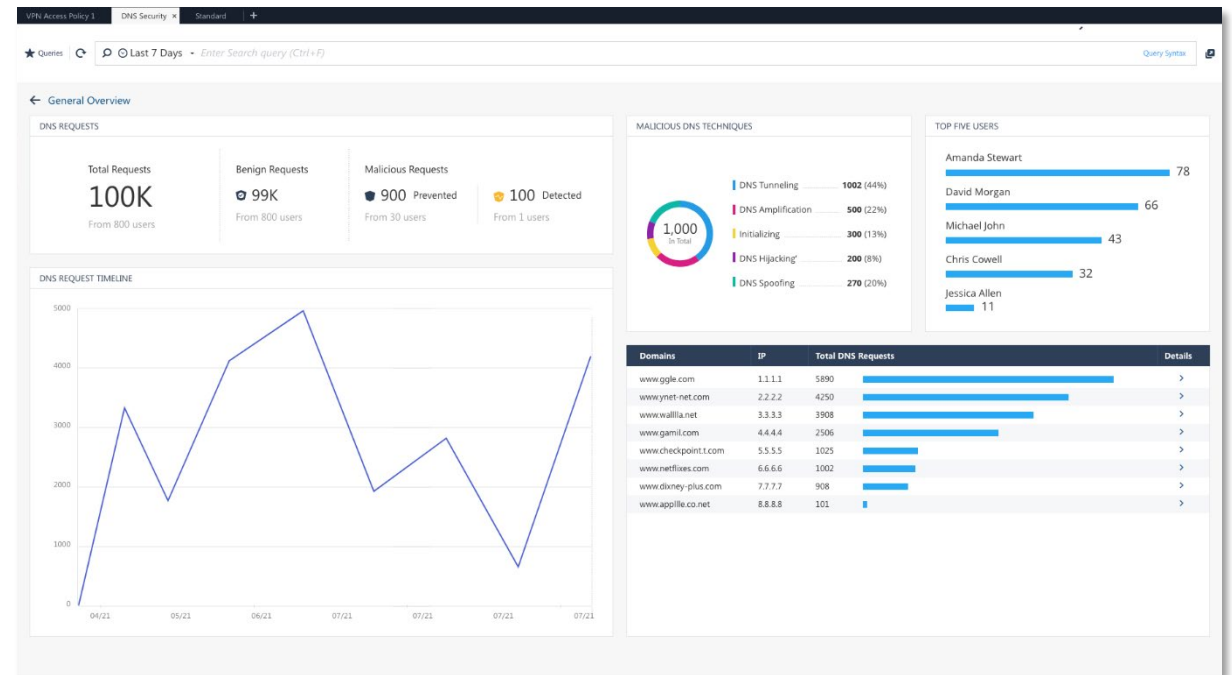 VPN Access Policy 1 DNS Security × Standard +
Queries Last 7 Days Enter Search query (Ctrl+F) Query Syntax
General Overview
DNS REQUESTS
Total Requests
100K
From 800 users
Benign Requests
99K
From 800 users
Malicious Requests
900 Prevented
From 30 users
100 Detected
From 1 users
DNS REQUEST TIMELINE
5000
4000
3000
2000
1000
0
04/21 05/21 06/21 07/21 07/21 07/21 07/21
MALICIOUS DNS TECHNIQUES
1,000
In Total
DNS Tunneling 1002 (44%)
DNS Amplification 500 (22%)
Initializing 300 (13%)
DNS Hijacking' 200 (8%)
DNS Spoofing 270 (20%)
TOP FIVE USERS
Amanda Stewart
78
David Morgan
66
Michael John
43
Chris Cowell
32
Jessica Allen
11
Domains IP Total DNS Requests Details
www.ggle.com 1.1.1.1 5890
www.ynet-net.com 2.2.2.2 4250
www.walllla.net 3.3.3.3 3908
www.gamil.com 4.4.4.4 2506
www.checkpoint.t.com 5.5.5.5 1025
www.netflixes.com 6.6.6.6 1002
www.dixney-plus.com 7.7.7.7 908
www.appllle.co.net 8.8.8.8 101